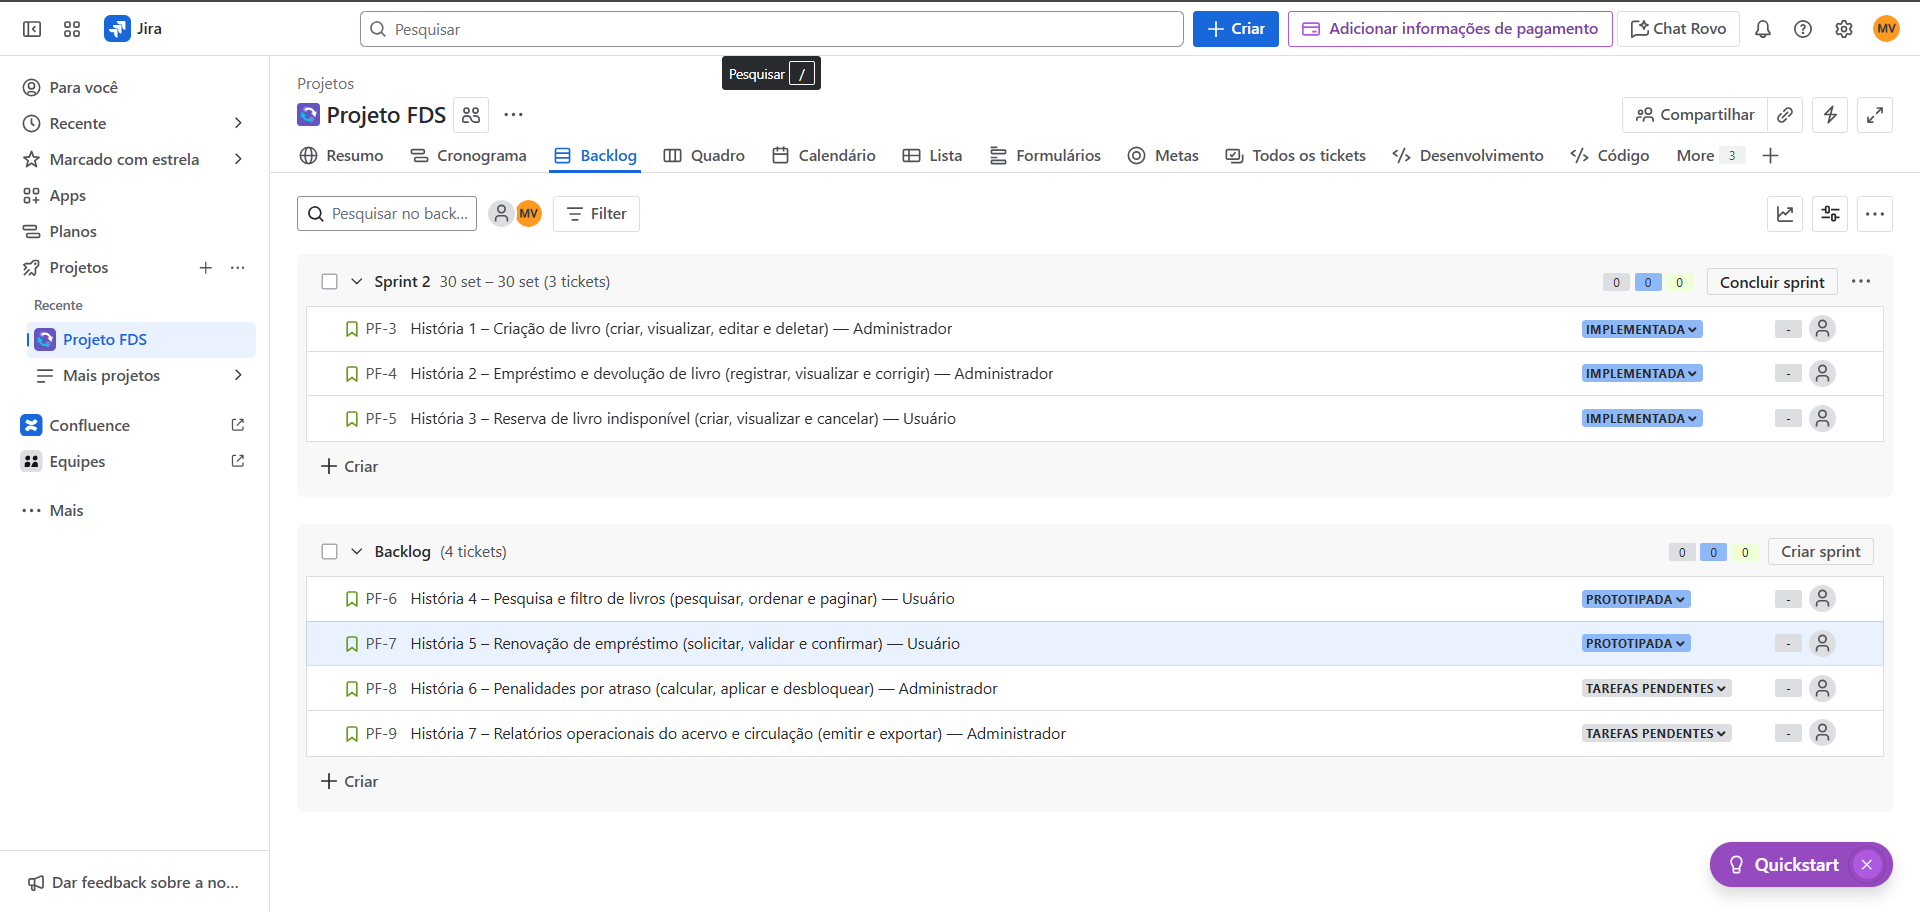 Jira
Pesquisar
Criar
Adicionar informações de pagamento
Chat Rovo
MV
Pesquisar /
Para você
Recente
Marcado com estrela
Apps
Planos
Projetos
Recente
Projeto FDS
Mais projetos
Confluence
Equipes
Mais
Dar feedback sobre a no...
Projetos
Projeto FDS
Compartilhar
Resumo
Cronograma
Backlog
Quadro
Calendário
Lista
Formulários
Metas
Todos os tickets
Desenvolvimento
Código
More 3
Pesquisar no back...
MV
Filter
Sprint 2 30 set – 30 set (3 tickets)
0 0 0
Concluir sprint
PF-3 História 1 – Criação de livro (criar, visualizar, editar e deletar) — Administrador IMPLEMENTADA -
PF-4 História 2 – Empréstimo e devolução de livro (registrar, visualizar e corrigir) — Administrador IMPLEMENTADA -
PF-5 História 3 – Reserva de livro indisponível (criar, visualizar e cancelar) — Usuário IMPLEMENTADA -
Criar
Backlog (4 tickets)
0 0 0
Criar sprint
PF-6 História 4 – Pesquisa e filtro de livros (pesquisar, ordenar e paginar) — Usuário PROTOTIPADA -
PF-7 História 5 – Renovação de empréstimo (solicitar, validar e confirmar) — Usuário PROTOTIPADA -
PF-8 História 6 – Penalidades por atraso (calcular, aplicar e desbloquear) — Administrador TAREFAS PENDENTES -
PF-9 História 7 – Relatórios operacionais do acervo e circulação (emitir e exportar) — Administrador TAREFAS PENDENTES -
Criar
Quickstart